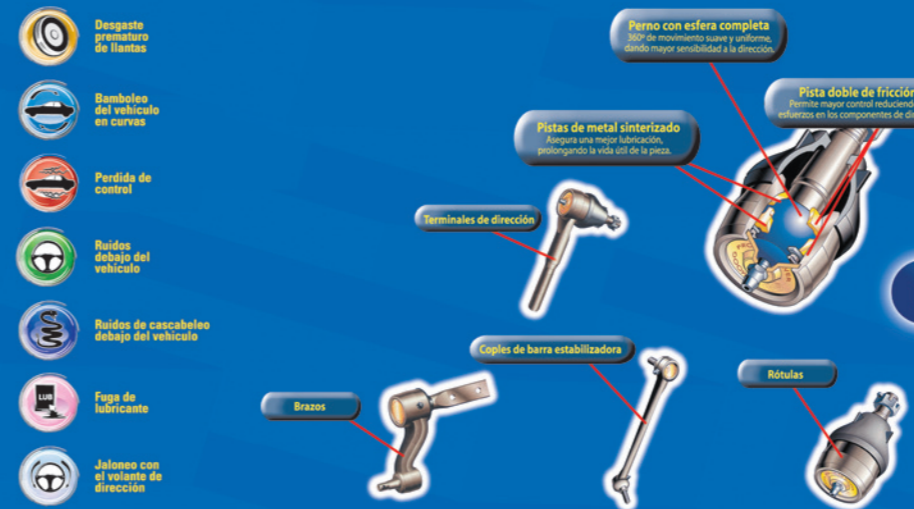 Desgaste
prematuro
de llantas
Bamboleo
del vehículo
en curvas
Perdida de
control
Ruidos
debajo del
vehículo
Ruidos de cascabeleo
debajo del vehículo
LUB
Fuga de
lubricante
Jaloneo con
el volante de
dirección
Perno con esfera completa
360º de movimiento suave y uniforme,
dando mayor sensibilidad a la dirección.
Pista doble de fricción
Permite mayor control reduciendo
esfuerzos en los componentes de
Pistas de metal sinterizado
Asegura una mejor lubricación,
prolongando la vida útil de la pieza.
Terminales de dirección
Coples de barra estabilizadora
Rótulas
Brazos